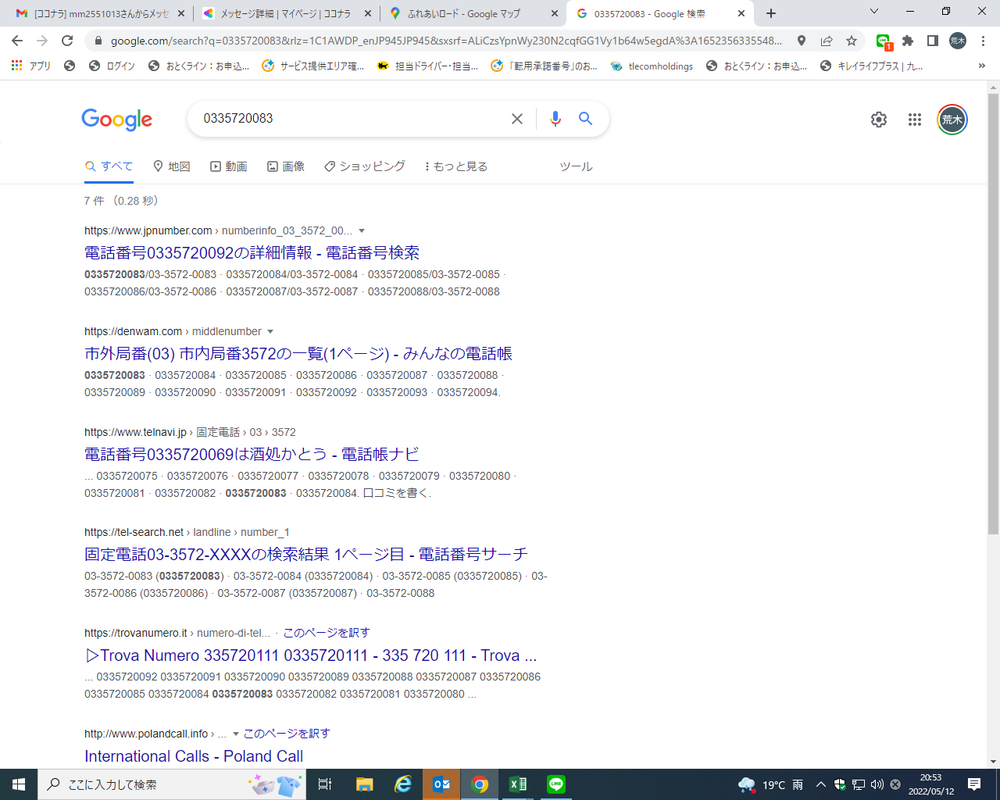 [ココナラ] mm2551013さんからメッセ
メッセージ詳細 | マイページ | ココナラ
ふれあいロード - Google マップ
0335720083 - Google 検索
google.com/search?q=0335720083&rlz=1C1AWDP_enJP945JP945&sxsrf=ALiCzsYpnWy230N2cqfGG1Vy1b64w5egdA%3A1652356335548...
1
荒木
アプリ
ログイン
おとくライン：お申込...
サービス提供エリア確...
担当ドライバー・担当...
「転用承諾番号」のお...
tlecomholdings
おとくライン：お申込...
キレイライフプラス | 九...
»
Google
0335720083
荒木
すべて
地図
動画
画像
ショッピング
もっと見る
ツール
7 件 （0.28 秒）
https://www.jpnumber.com › numberinfo_03_3572_00...
電話番号0335720092の詳細情報 - 電話番号検索
0335720083/03-3572-0083 · 0335720084/03-3572-0084 · 0335720085/03-3572-0085 ·
0335720086/03-3572-0086 · 0335720087/03-3572-0087 · 0335720088/03-3572-0088
https://denwam.com › middlenumber
市外局番(03) 市内局番3572の一覧(1ページ) - みんなの電話帳
0335720083 · 0335720084 · 0335720085 · 0335720086 · 0335720087 · 0335720088 ·
0335720089 · 0335720090 · 0335720091 · 0335720092 · 0335720093 · 0335720094.
https://www.telnavi.jp › 固定電話 › 03 › 3572
電話番号0335720069は酒処かとう - 電話帳ナビ
... 0335720075 · 0335720076 · 0335720077 · 0335720078 · 0335720079 · 0335720080 ·
0335720081 · 0335720082 · 0335720083 · 0335720084. 口コミを書く.
https://tel-search.net › landline › number_1
固定電話03-3572-XXXXの検索結果 1ページ目 - 電話番号サーチ
03-3572-0083 (0335720083) · 03-3572-0084 (0335720084) · 03-3572-0085 (0335720085) · 03-
3572-0086 (0335720086) · 03-3572-0087 (0335720087) · 03-3572-0088
https://trovanumero.it › numero-di-tel... · このページを訳す
▷Trova Numero 335720111 0335720111 - 335 720 111 - Trova ...
... 0335720092 0335720091 0335720090 0335720089 0335720088 0335720087 0335720086
0335720085 0335720084 0335720083 0335720082 0335720081 0335720080 ...
http://www.polandcall.info › ... このページを訳す
International Calls - Poland Call
ここに入力して検索
19°C 雨
20:53
2022/05/12